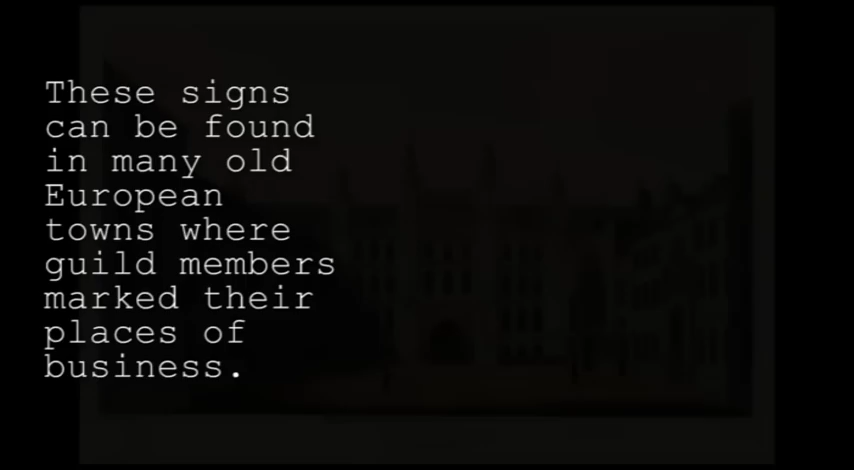 These signs
can be found
in many old
European
towns where
guild members
marked their
places of
business.